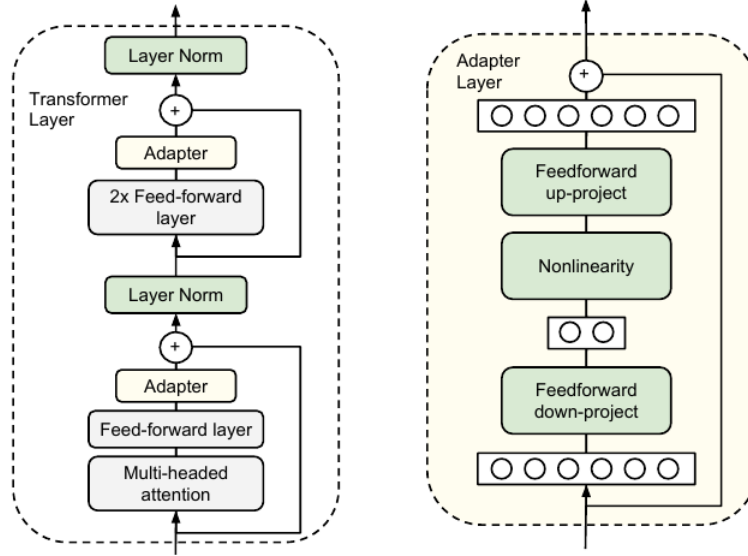 Layer Norm
Transformer
Layer
+
Adapter
2x Feed-forward
layer
Layer Norm
+
Adapter
Feed-forward layer
Multi-headed
attention
Adapter
Layer
+
Feedforward
up-project
Nonlinearity
Feedforward
down-project